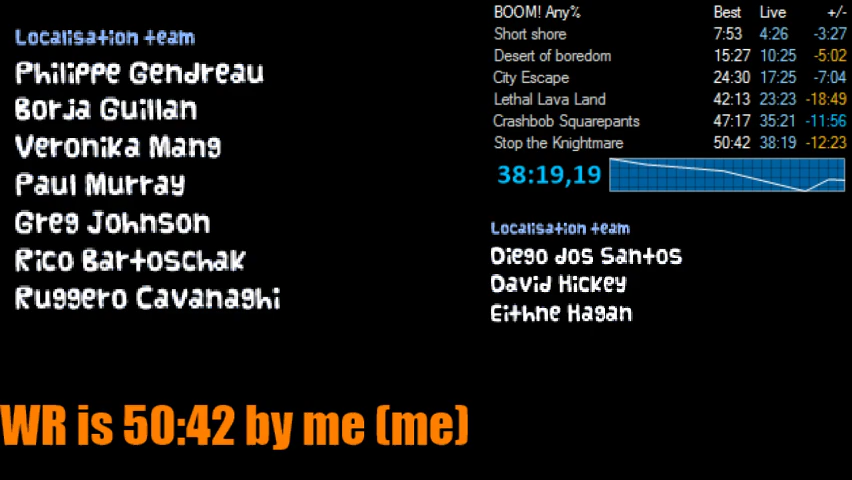 Localisation team
Philippe Gendreau
Borja Guillan
Veronika Mang
Paul Murray
Greg Johnson
Rico Bartoschak
Ruggero Cavanaghi
BOOM! Any% Best Live +/-
Short shore 7:53 4:26 -3:27
Desert of boredom 15:27 10:25 -5:02
City Escape 24:30 17:25 -7:04
Lethal Lava Land 42:13 23:23 -18:49
Crashbob Squarepants 47:17 35:21 -11:56
Stop the Knightmare 50:42 38:19 -12:23
38:19,19
Localisation team
Diego dos Santos
David Hickey
Eithne Hagan
WR is 50:42 by me (me)